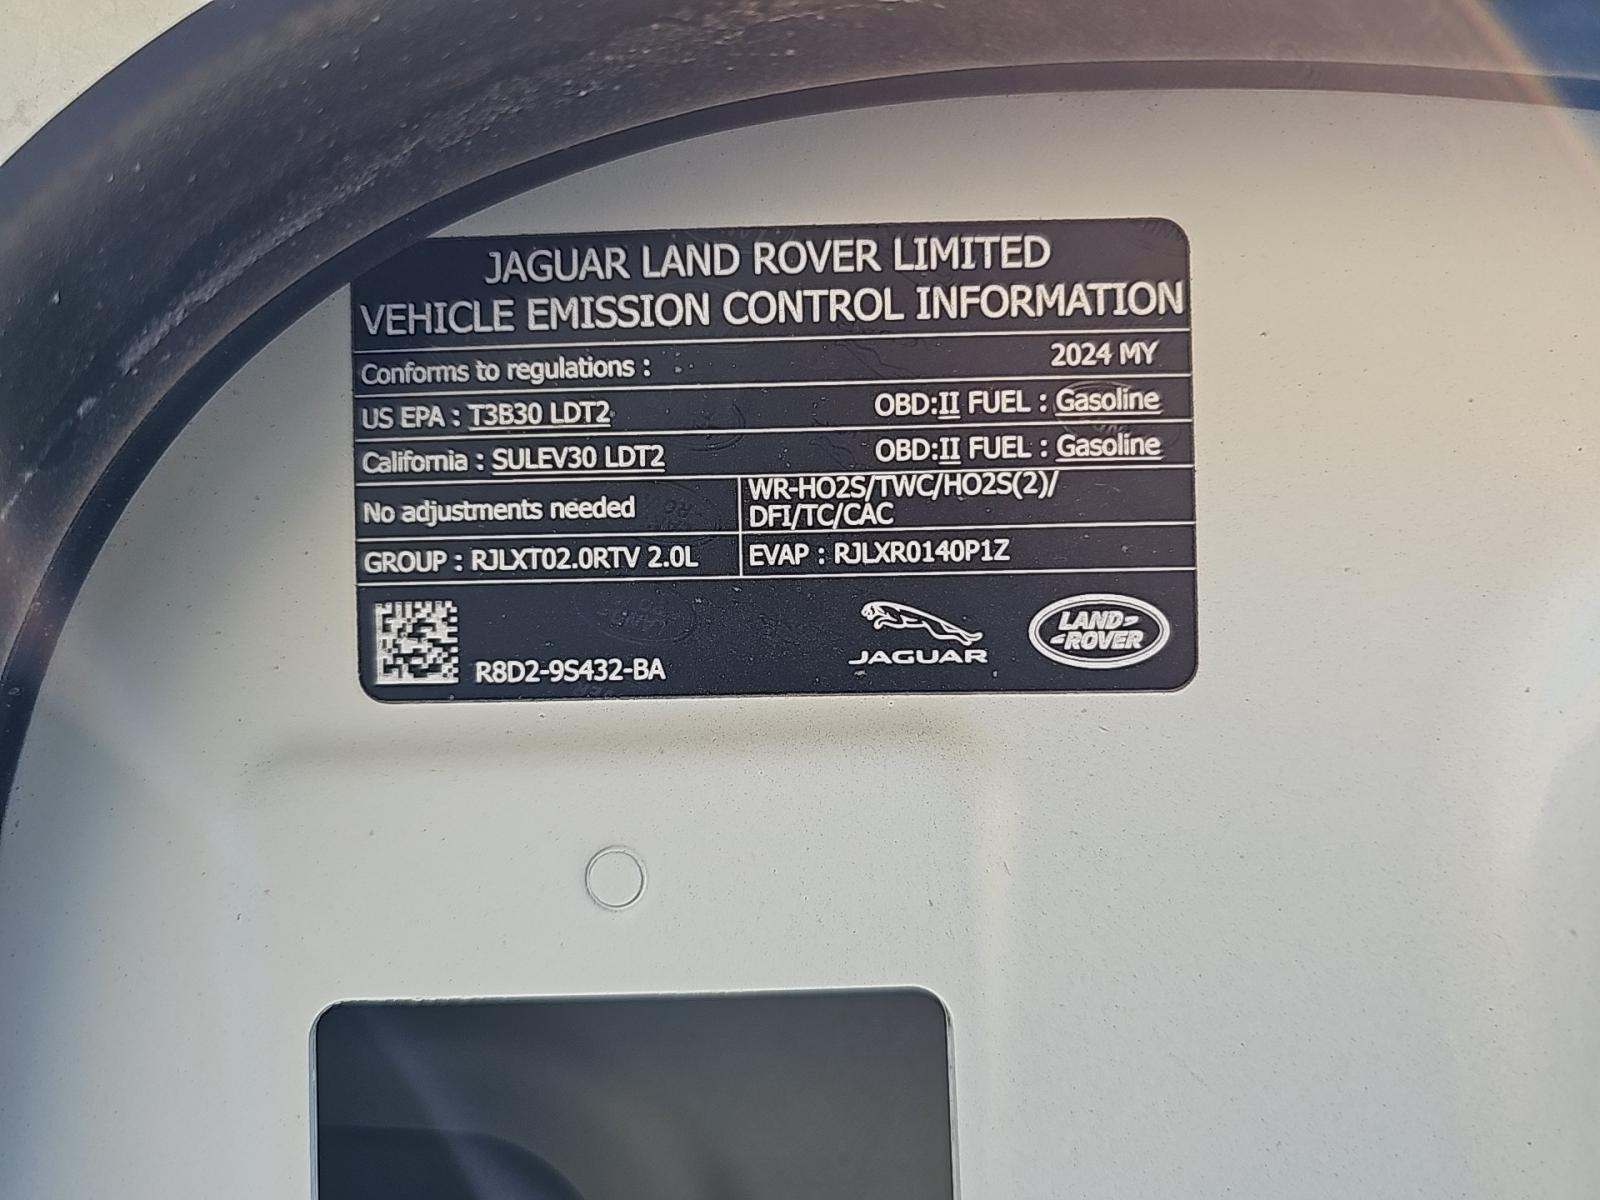 JAGUAR LAND ROVER LIMITED
VEHICLE EMISSION CONTROL INFORMATION
Conforms to regulations : 2024 MY
US EPA : T3B30 LDT2 OBD:II FUEL : Gasoline
California : SULEV30 LDT2 OBD:II FUEL : Gasoline
No adjustments needed
WR-HO2S/TWC/HO2S(2)/
DFI/TC/CAC
GROUP : RJLXT02.0RTV 2.0L EVAP : RJLXR0140P1Z
R8D2-9S432-BA
JAGUAR
LAND-
-ROVER